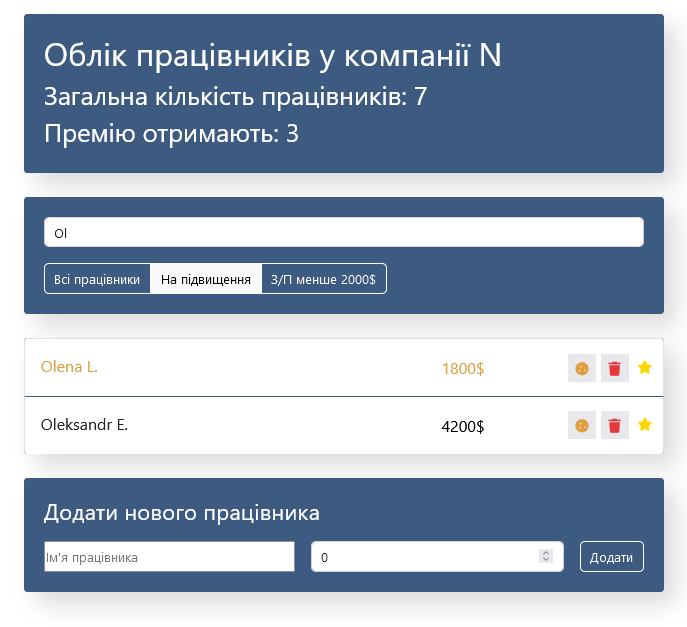 Облік працівників у компанії N
Загальна кількість працівників: 7
Премію отримають: 3
Ol
Всі працівники На підвищення З/П менше 2000$
Olena L. 1800$
Oleksandr E. 4200$
Додати нового працівника
Ім'я працівника 0 Додати